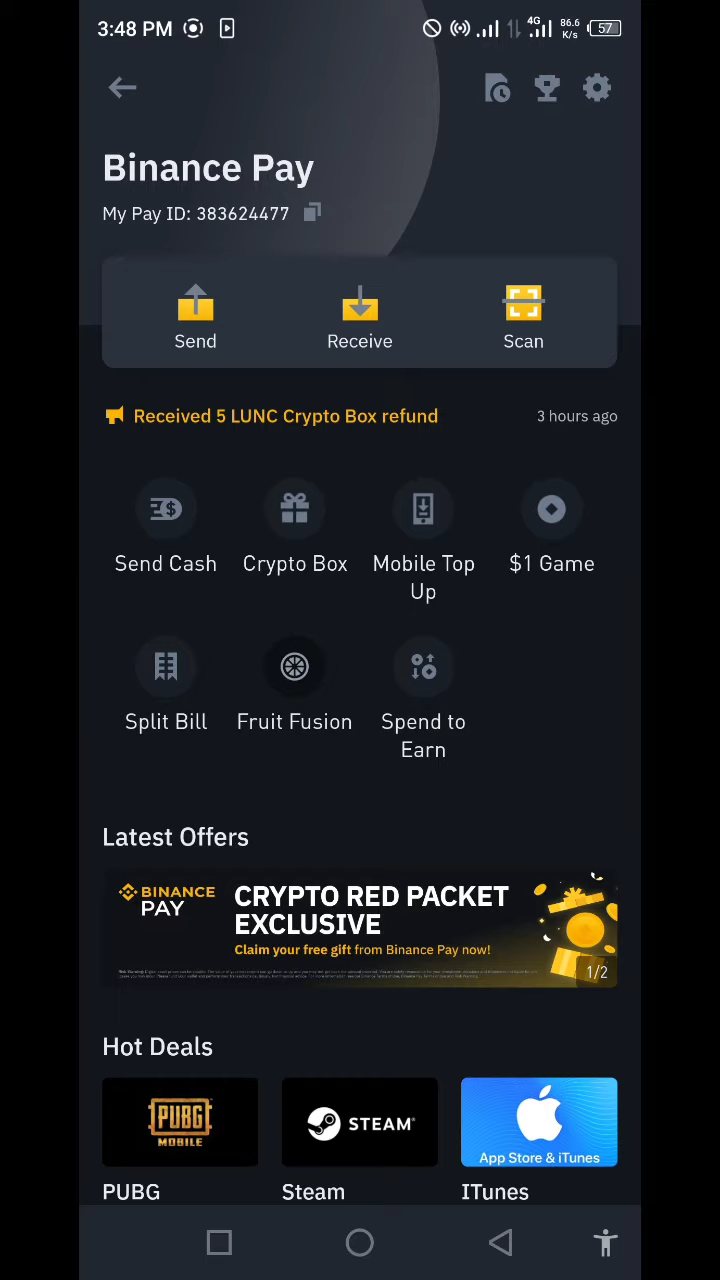 3:48 PM
4G
86.6
K/s
57
Binance Pay
My Pay ID: 383624477
Send
Receive
Scan
Received 5 LUNC Crypto Box refund
3 hours ago
Send Cash
Crypto Box
Mobile Top
Up
$1 Game
Split Bill
Fruit Fusion
Spend to
Earn
Latest Offers
BINANCE
PAY
CRYPTO RED PACKET
EXCLUSIVE
Claim your free gift from Binance Pay now!
1/2
Hot Deals
PUBG
MOBILE
STEAM
App Store & iTunes
PUBG
Steam
ITunes